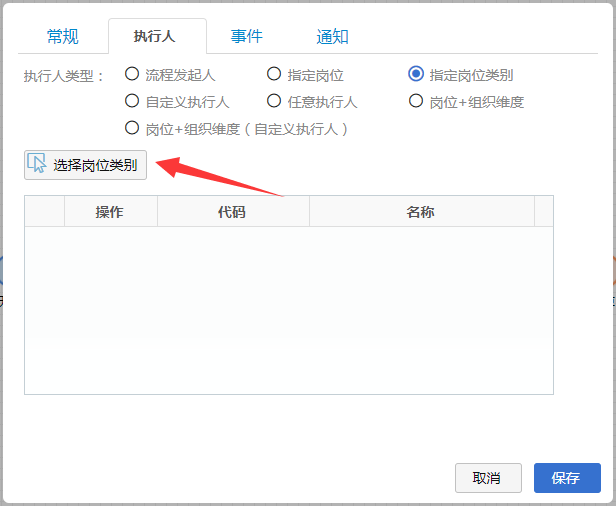 常规 执行人 事件 通知
执行人类型： 流程发起人 指定岗位 指定岗位类别
自定义执行人 任意执行人 岗位+组织维度
岗位+组织维度（自定义执行人）
选择岗位类别
操作 代码 名称
取消 保存